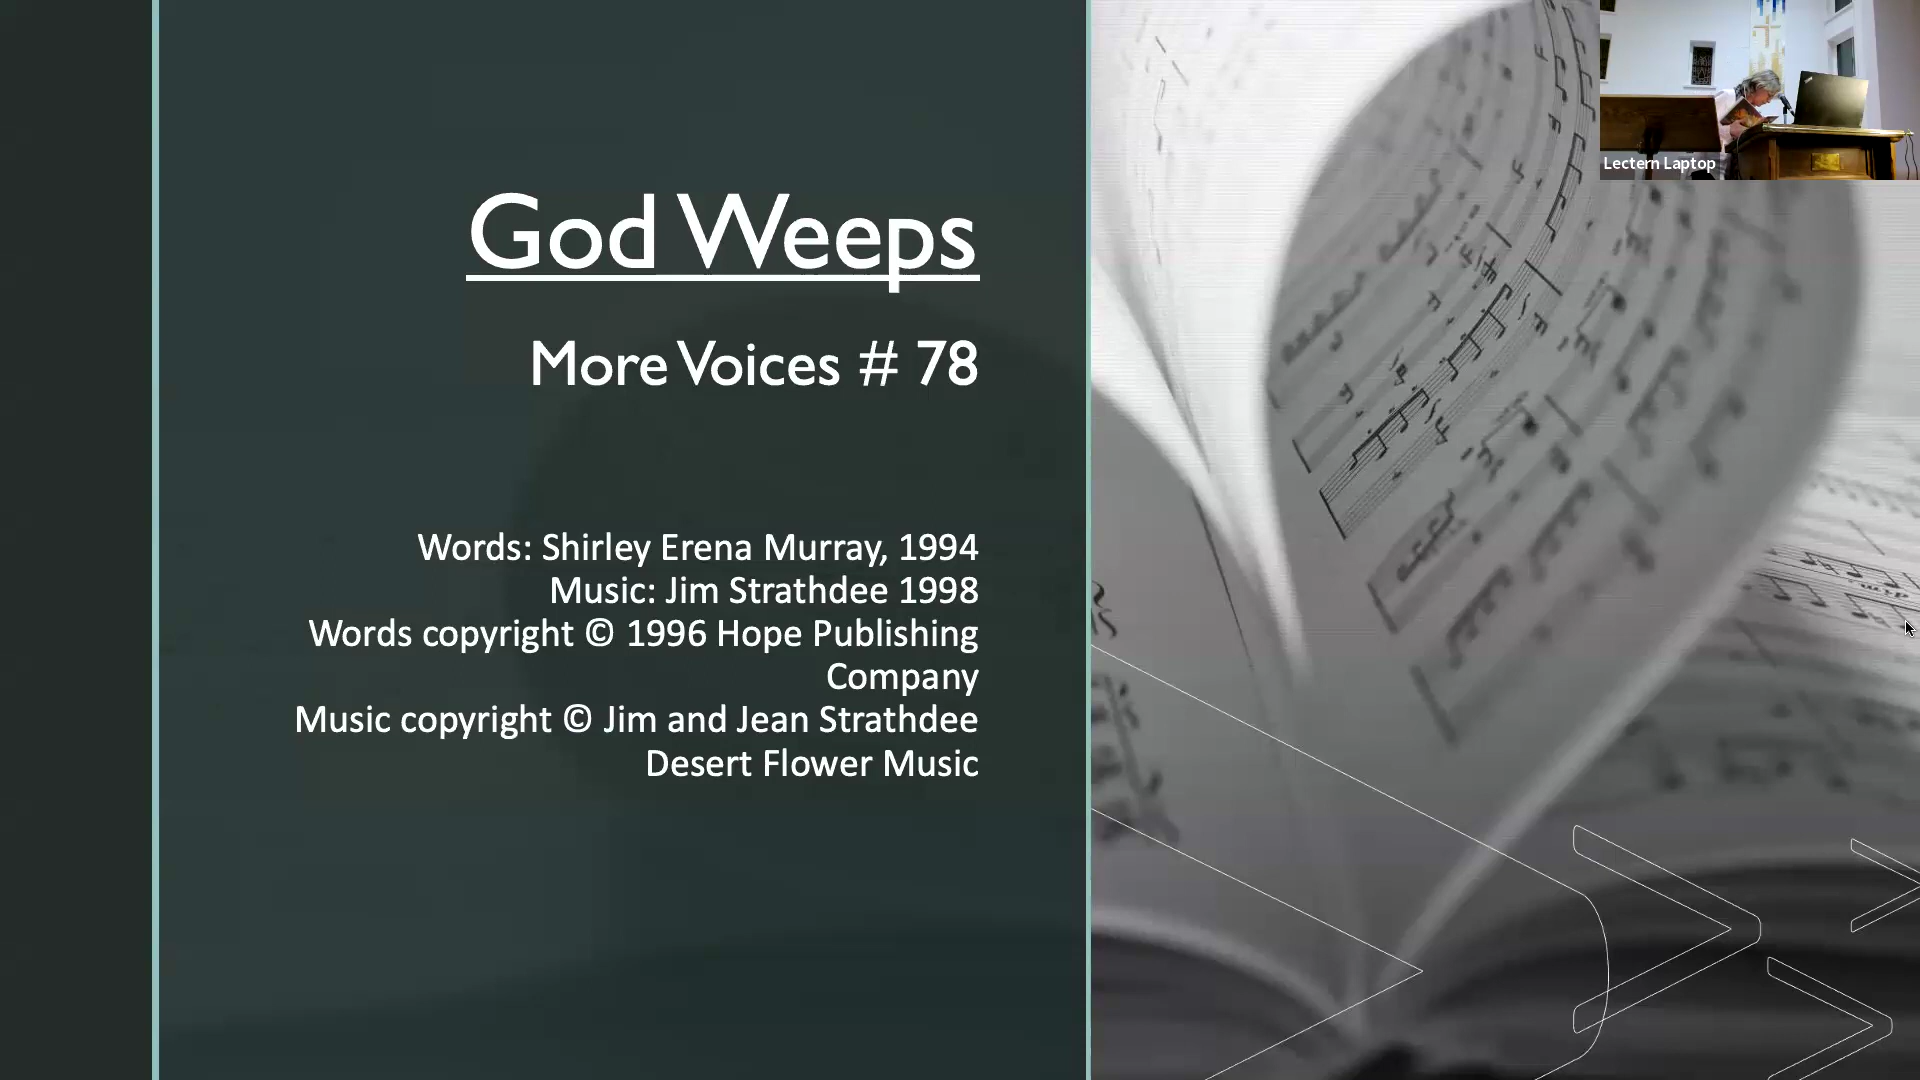 God Weeps
More Voices # 78
Words: Shirley Erena Murray, 1994
Music: Jim Strathdee 1998
Words copyright © 1996 Hope Publishing
Company
Music copyright © Jim and Jean Strathdee
Desert Flower Music
Lectern Laptop